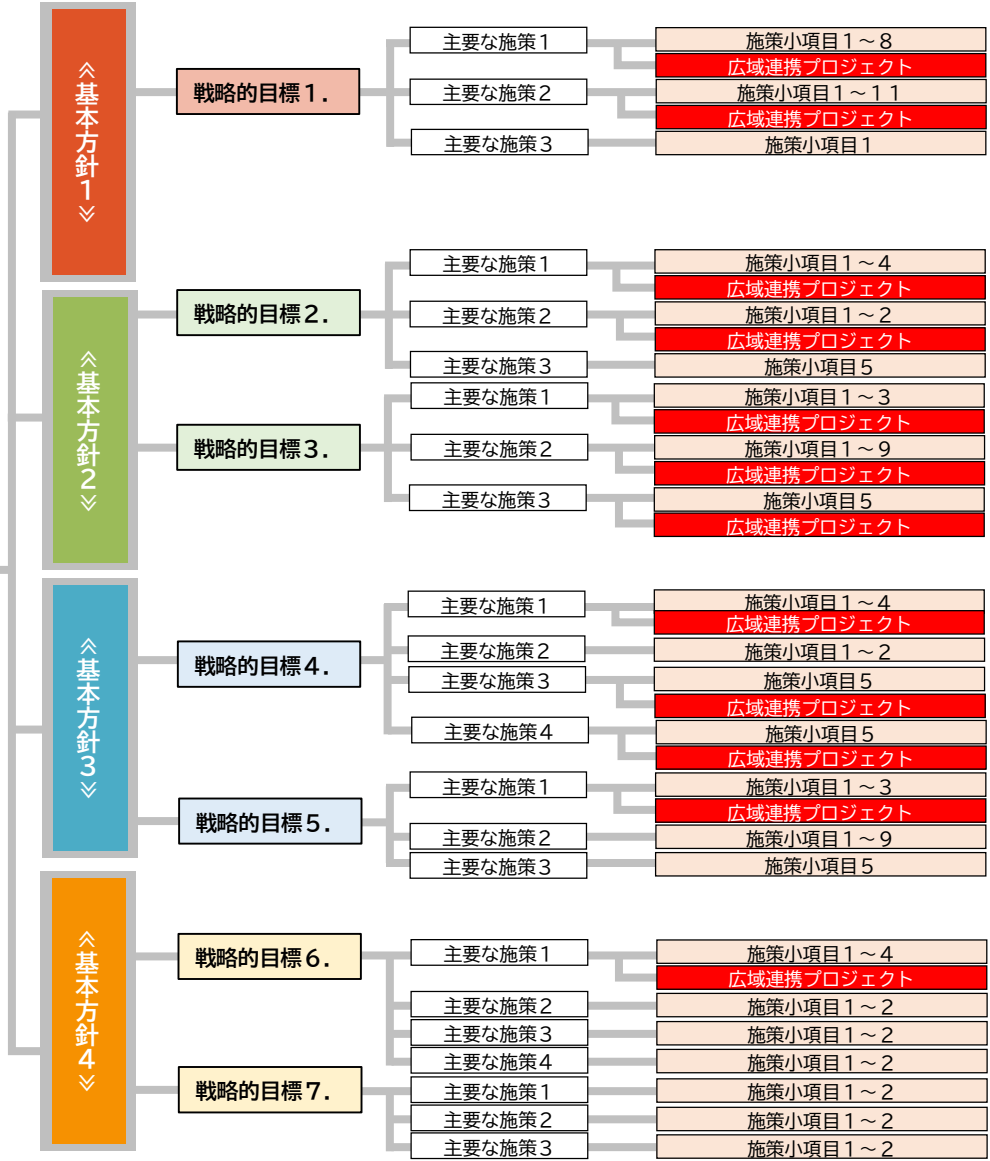 ≪基本方針1≫
戦略的目標1.
主要な施策1
施策小項目1～8
広域連携プロジェクト
主要な施策2
施策小項目1～11
広域連携プロジェクト
主要な施策3
施策小項目1
≪基本方針2≫
戦略的目標2.
主要な施策1
施策小項目1～4
広域連携プロジェクト
主要な施策2
施策小項目1～2
広域連携プロジェクト
主要な施策3
施策小項目5
戦略的目標3.
主要な施策1
施策小項目1～3
広域連携プロジェクト
主要な施策2
施策小項目1～9
広域連携プロジェクト
主要な施策3
施策小項目5
広域連携プロジェクト
≪基本方針3≫
戦略的目標4.
主要な施策1
施策小項目1～4
広域連携プロジェクト
主要な施策2
施策小項目1～2
主要な施策3
施策小項目5
広域連携プロジェクト
主要な施策4
施策小項目5
広域連携プロジェクト
戦略的目標5.
主要な施策1
施策小項目1～3
広域連携プロジェクト
主要な施策2
施策小項目1～9
主要な施策3
施策小項目5
≪基本方針4≫
戦略的目標6.
主要な施策1
施策小項目1～4
広域連携プロジェクト
主要な施策2
施策小項目1～2
主要な施策3
施策小項目1～2
主要な施策4
施策小項目1～2
戦略的目標7.
主要な施策1
施策小項目1～2
主要な施策2
施策小項目1～2
主要な施策3
施策小項目1～2